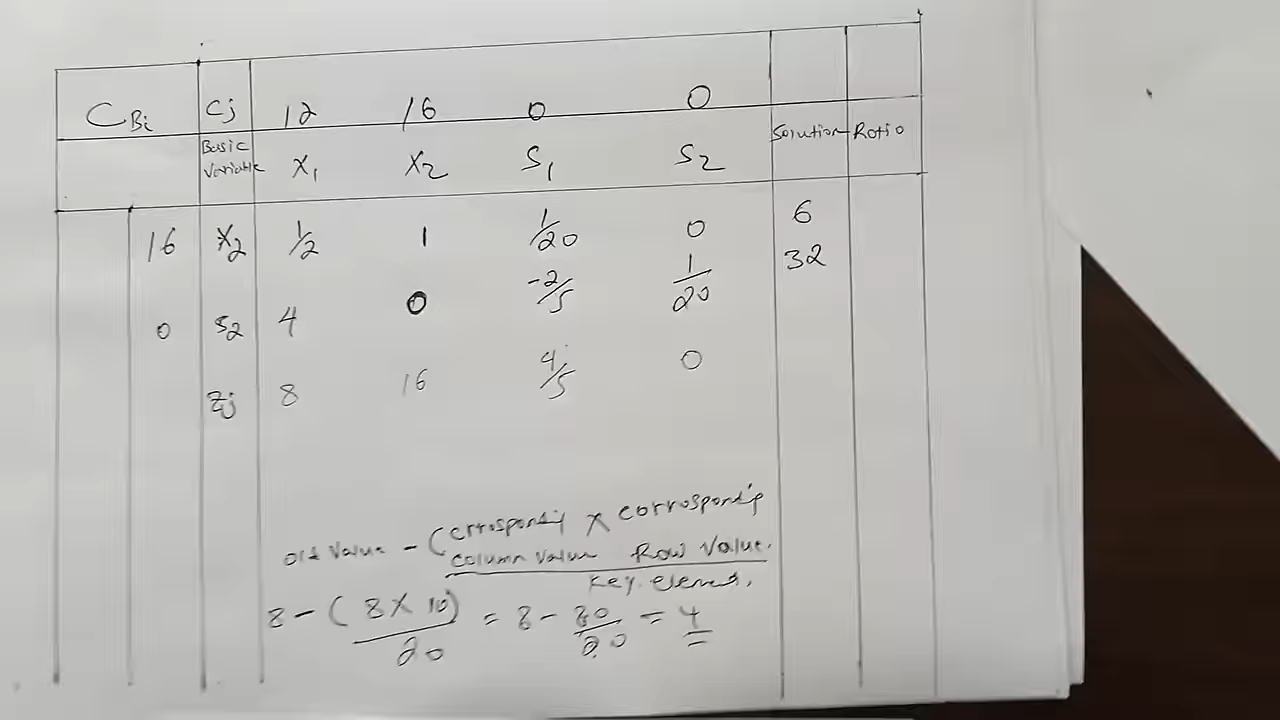 CBi Cj 12 16 0 0
Basic Variable X1 X2 S1 S2 Solution Ratio
16 X2 1/2 1 1/20 0 6
0 S2 4 0 -2/5 1/20 32
Zj 8 16 4/5 0
Old Value - (Corresponding X corresponding
column value Row value.
Key element.
8 - (8 X 10)/20 = 8 - 80/20 = 4